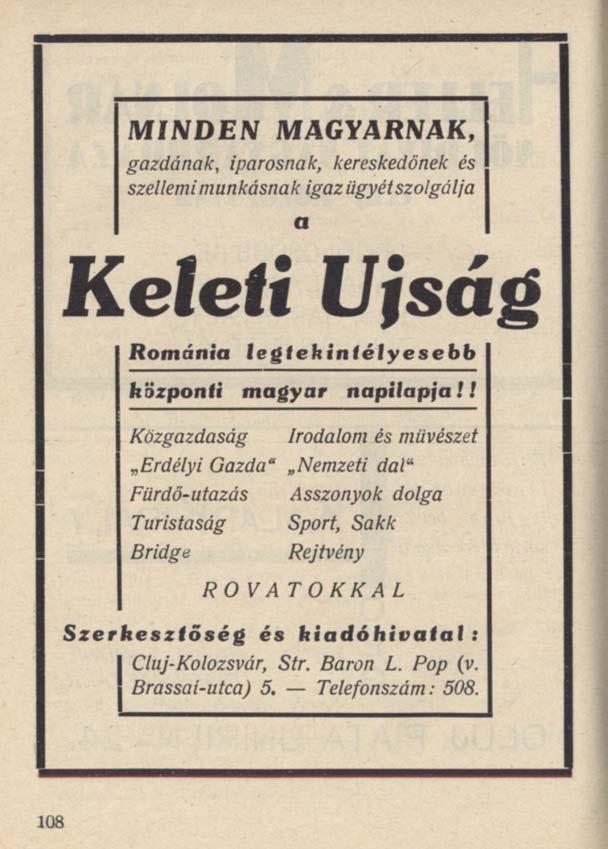 MINDEN MAGYARNAK,
gazdának, iparosnak, kereskedőnek és
szellemi munkásnak igaz ügyét szolgálja
a
Keleti Ujság
Románia legtekintélyesebb
központi magyar napilapja!!
Közgazdaság Irodalom és müvészet
„Erdélyi Gazda“ „Nemzeti dal“
Fürdő-utazás Asszonyok dolga
Turistaság Sport, Sakk
Bridge Rejtvény
ROVATOKKAL
Szerkesztőség és kiadóhivatal:
Cluj-Kolozsvár, Str. Baron L. Pop (v.
Brassai-utca) 5. — Telefonszám: 508.
108